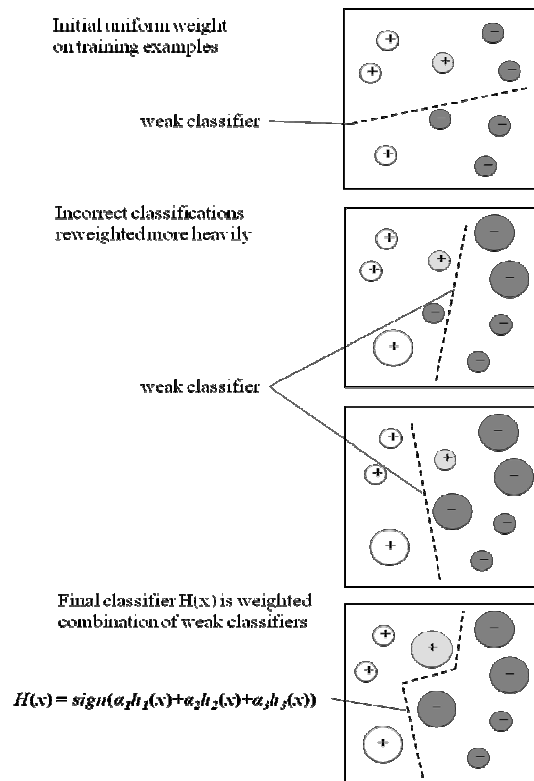 Initial uniform weight
on training examples
weak classifier
Incorrect classifications
reweighted more heavily
weak classifier
Final classifier H(x) is weighted
combination of weak classifiers
H(x) = sign(α₁h₁(x)+α₂h₂(x)+α₃h₃(x))